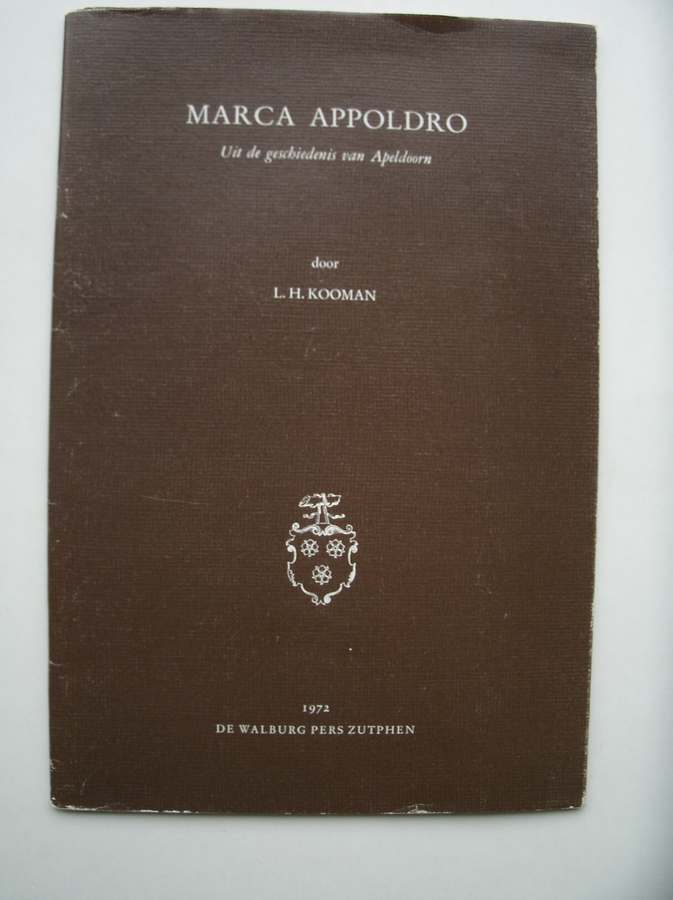 MARCA APPOLDRO
Uit de geschiedenis van Apeldoorn
door
L. H. KOOMAN
1972
DE WALBURG PERS ZUTPHEN